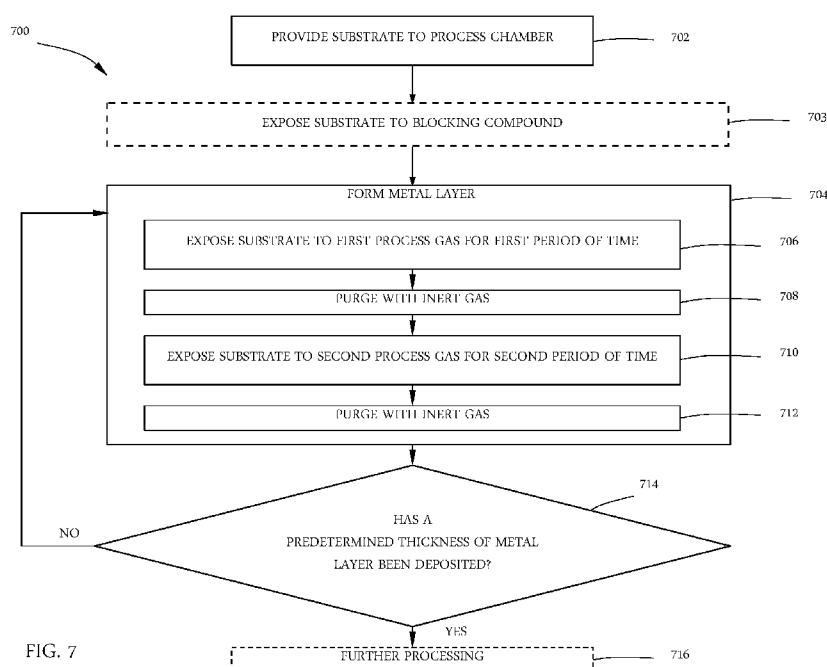 700
PROVIDE SUBSTRATE TO PROCESS CHAMBER
702
EXPOSE SUBSTRATE TO BLOCKING COMPOUND
703
FORM METAL LAYER
704
EXPOSE SUBSTRATE TO FIRST PROCESS GAS FOR FIRST PERIOD OF TIME
706
PURGE WITH INERT GAS
708
EXPOSE SUBSTRATE TO SECOND PROCESS GAS FOR SECOND PERIOD OF TIME
710
PURGE WITH INERT GAS
712
714
HAS A
PREDETERMINED THICKNESS OF METAL
LAYER BEEN DEPOSITED?
NO
YES
FURTHER PROCESSING
716
FIG. 7